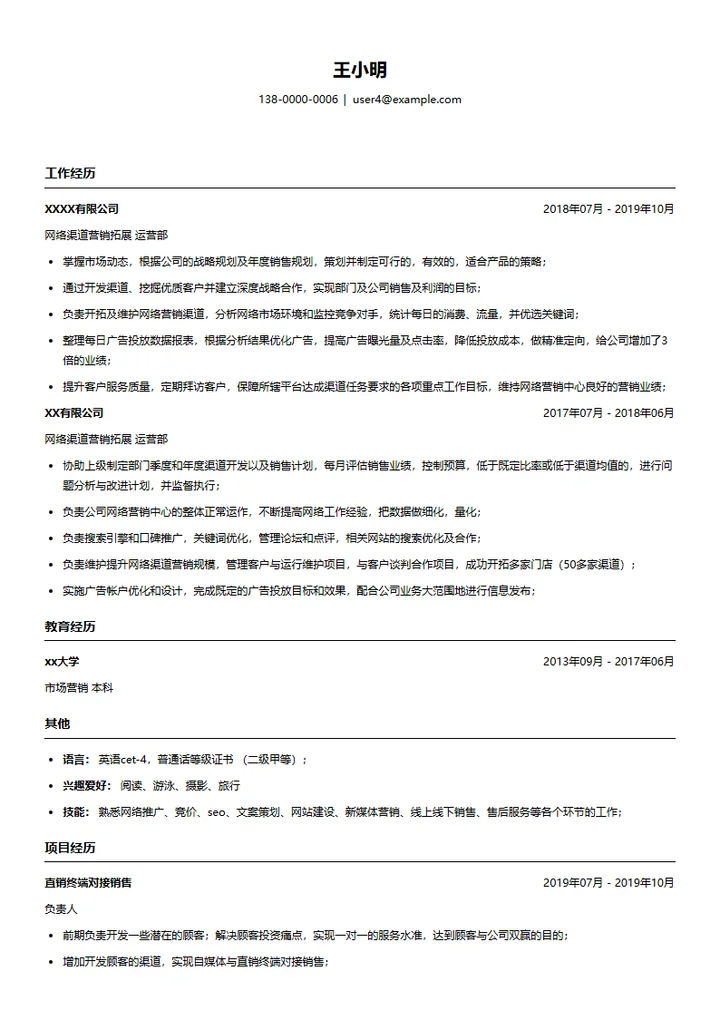 王小明
138-0000-0006 | user4@example.com
工作经历
XXXX有限公司 2018年07月 - 2019年10月
网络渠道营销拓展 运营部
• 掌握市场动态，根据公司的战略规划及年度销售规划，策划并制定可行的，有效的，适合产品的策略；
• 通过开发渠道、挖掘优质客户并建立深度战略合作，实现部门及公司销售及利润的目标；
• 负责开拓及维护网络营销渠道，分析网络市场环境和监控竞争对手，统计每日的消费、流量，并优选关键词；
• 整理每日广告投放数据报表，根据分析结果优化广告，提高广告曝光量及点击率，降低投放成本，做精准定向，给公司增加了3
倍的业绩；
• 提升客户服务质量，定期拜访客户，保障所辖平台达成渠道任务要求的各项重点工作目标，维持网络营销中心良好的营销业绩；
XX有限公司 2017年07月 - 2018年06月
网络渠道营销拓展 运营部
• 协助上级制定部门季度和年度渠道开发以及销售计划，每月评估销售业绩，控制预算，低于既定比率或低于渠道均值的，进行问
题分析与改进计划，并监督执行；
• 负责公司网络营销中心的整体正常运作，不断提高网络工作经验，把数据做细化，量化；
• 负责搜索引擎和口碑推广，关键词优化，管理论坛和点评，相关网站的搜索优化及合作；
• 负责维护提升网络渠道营销规模，管理客户与运行维护项目，与客户谈判合作项目，成功开拓多家门店（50多家渠道）；
• 实施广告帐户优化和设计，完成既定的广告投放目标和效果，配合公司业务大范围地进行信息发布；
教育经历
xx大学 2013年09月 - 2017年06月
市场营销 本科
其他
• 语言： 英语cet-4，普通话等级证书 （二级甲等）；
• 兴趣爱好： 阅读、游泳、摄影、旅行
• 技能： 熟悉网络推广、竞价、seo、文案策划、网站建设、新媒体营销、线上线下销售、售后服务等各个环节的工作；
项目经历
直销终端对接销售 2019年07月 - 2019年10月
负责人
• 前期负责开发一些潜在的顾客；解决顾客投资痛点，实现一对一的服务水准，达到顾客与公司双赢的目的；
• 增加开发顾客的渠道，实现自媒体与直销终端对接销售；